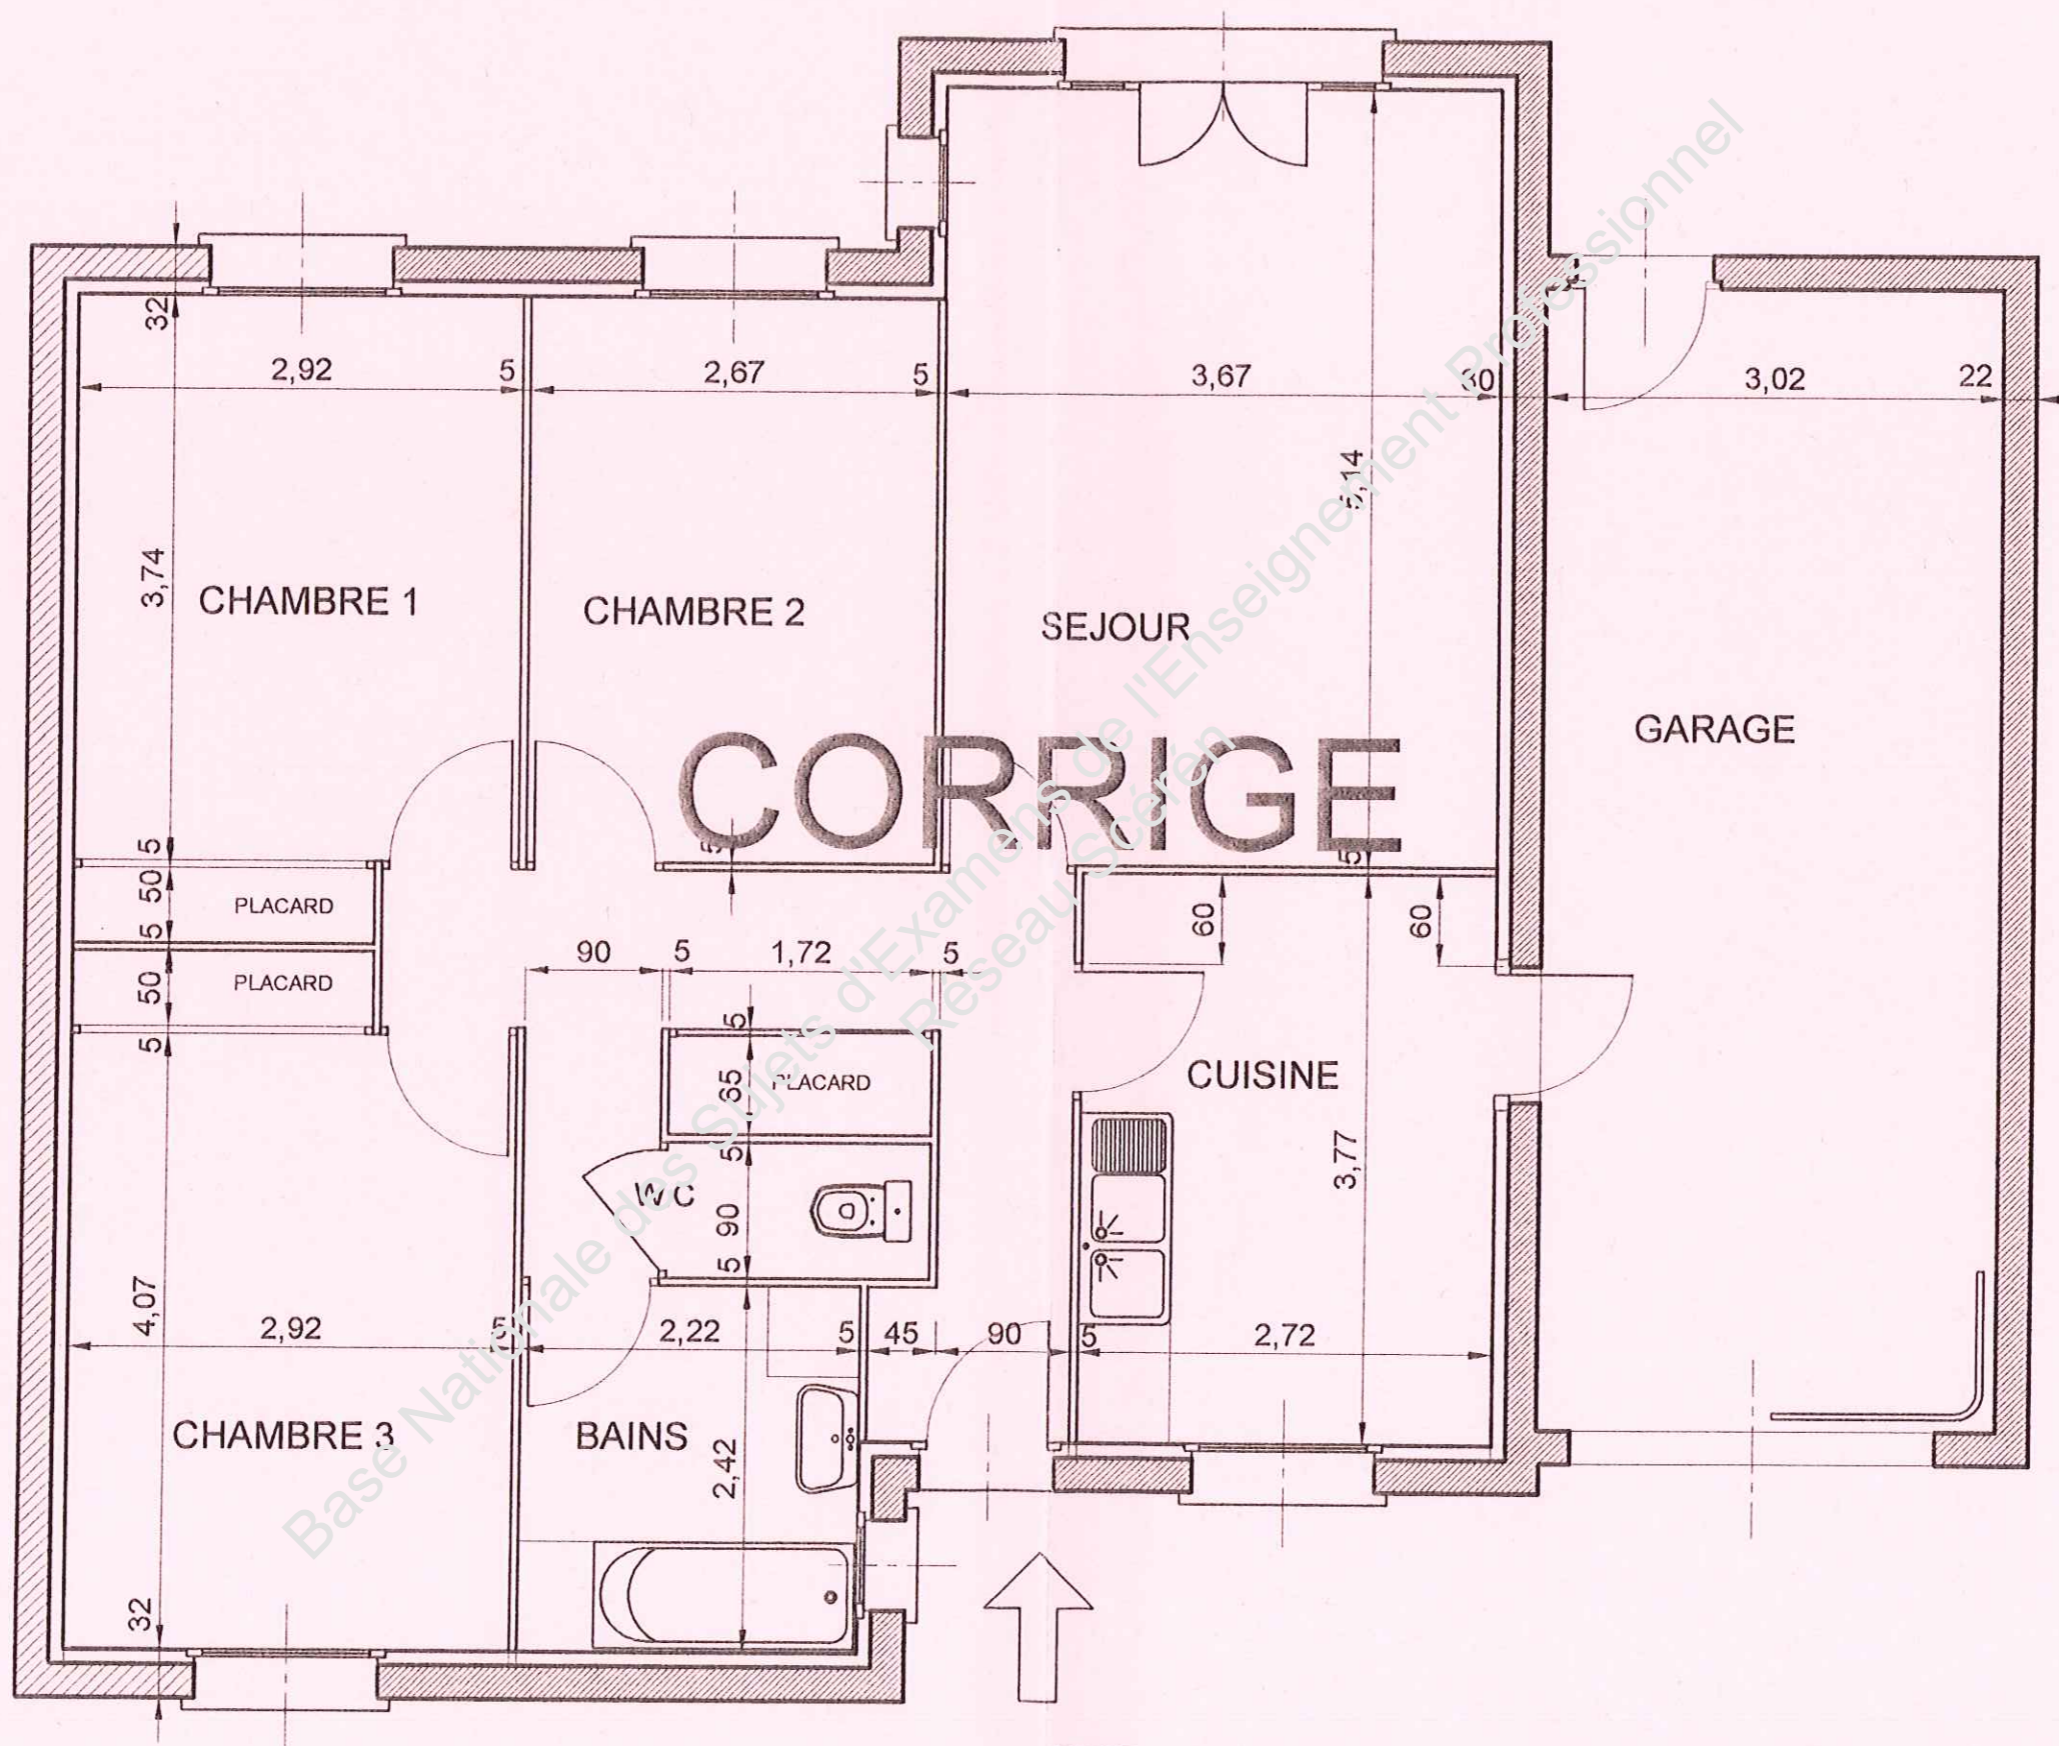 32
2,92
5
2,67
5
3,67
30
3,02
22
3,74
5,14
CHAMBRE 1
CHAMBRE 2
SEJOUR
GARAGE
CORRIGE
5
5
5
50
PLACARD
60
60
5
90
5
1,72
5
50
PLACARD
5
5
65
PLACARD
CUISINE
5
3,77
WC
90
5
4,07
2,92
5
2,22
5
45
90
5
2,72
CHAMBRE 3
BAINS
2,42
32
Base Nationale des Sujets d'Examens de l'Enseignement Professionnel
Réseau Scéren